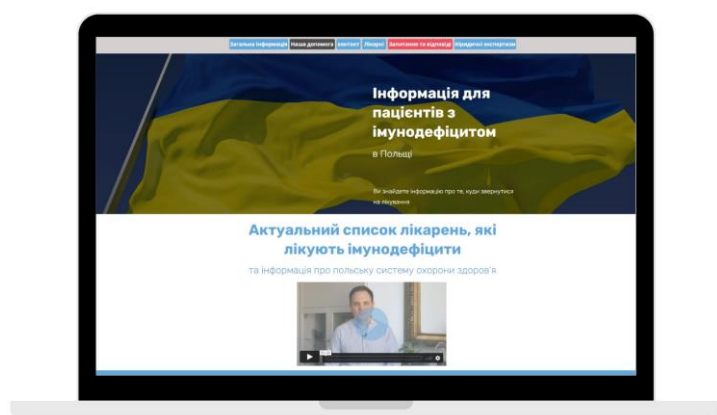 Загальна інформація Наша допомога контакт Лікарні Запитання та відповіді Юридичні експертизи
Інформація для
пацієнтів з
імунодефіцитом
в Польщі
Ви знайдете інформацію про те, куди звернутися
на лікування
Актуальний список лікарень, які
лікують імунодефіцити
та інформація про польську систему охорони здоров'я